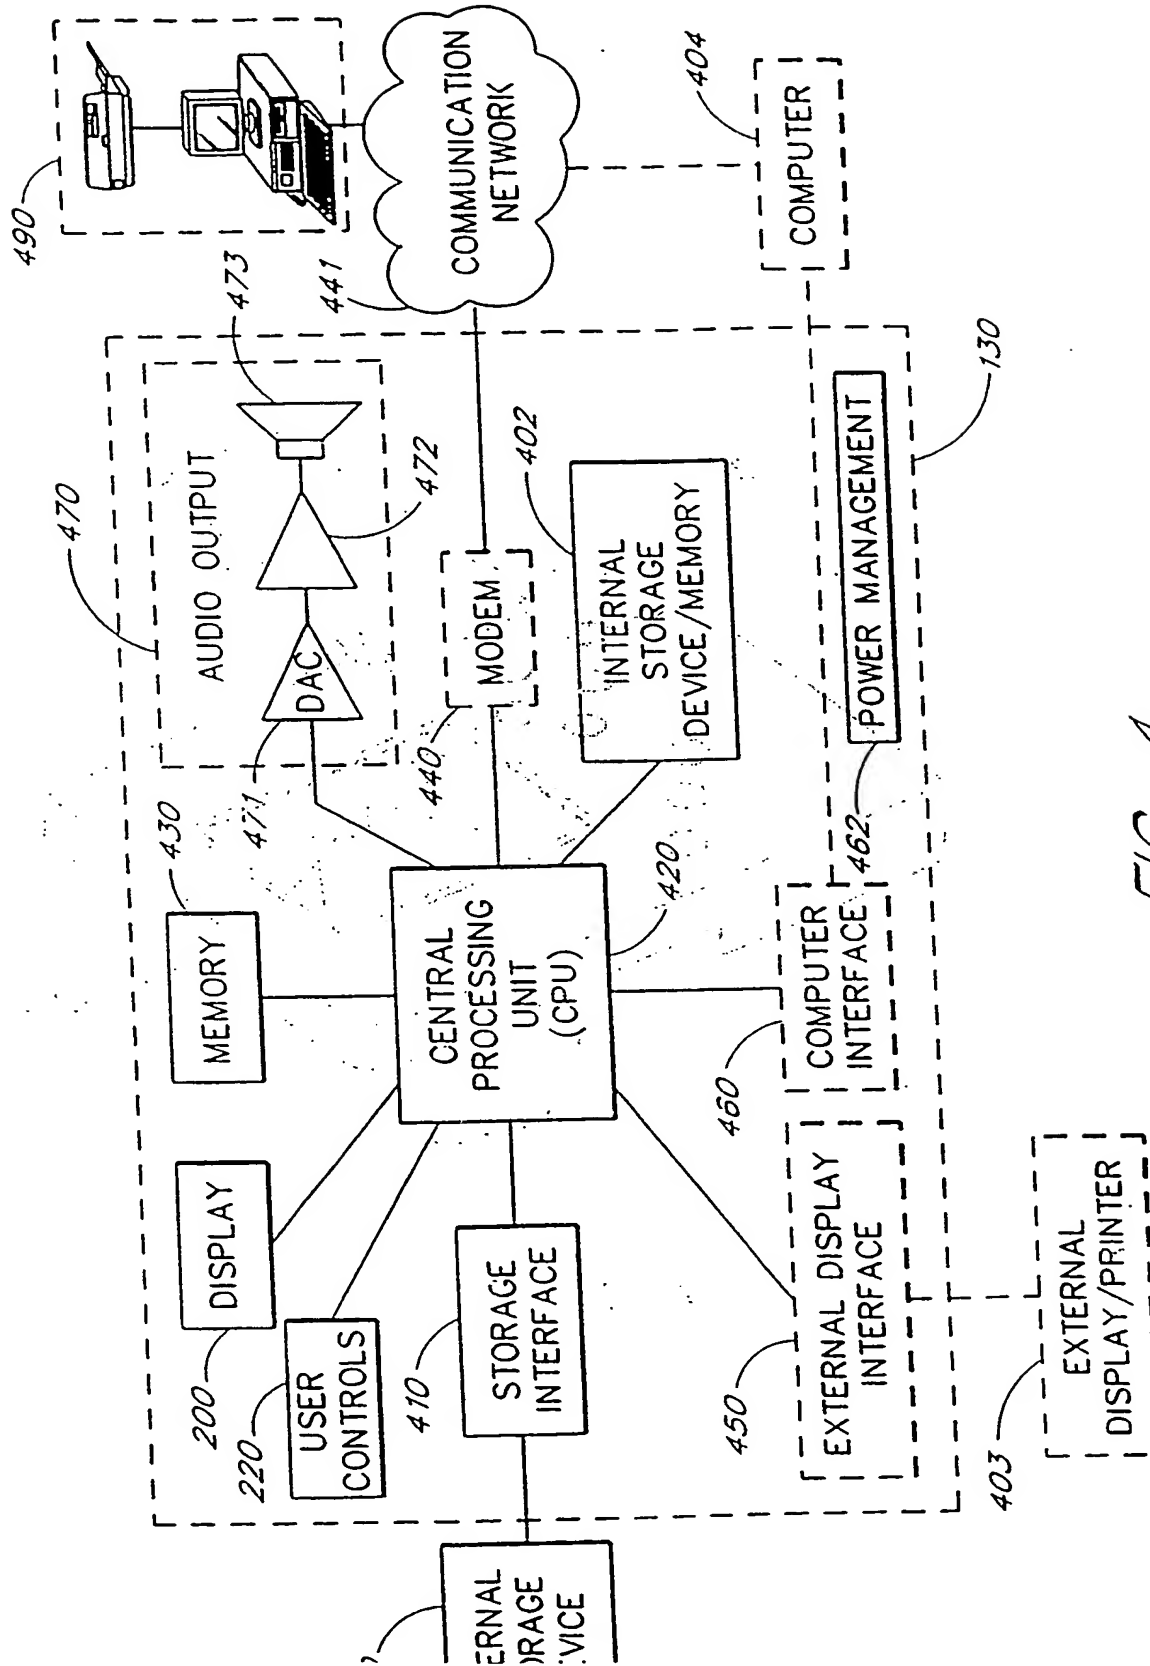 490
470
AUDIO OUTPUT
473
472
DAC
471
441
COMMUNICATION
NETWORK
404
COMPUTER
430
MEMORY
440
MODEM
402
INTERNAL
STORAGE
DEVICE/MEMORY
200
DISPLAY
220
USER
CONTROLS
CENTRAL
PROCESSING
UNIT
(CPU)
420
410
STORAGE
INTERFACE
460
COMPUTER
INTERFACE
462
POWER MANAGEMENT
130
450
EXTERNAL DISPLAY
INTERFACE
403
EXTERNAL
DISPLAY/PRINTER